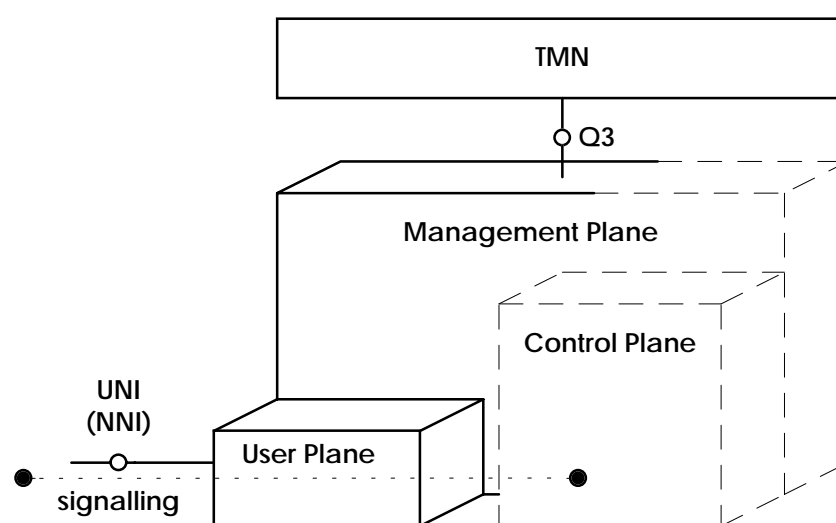 TMN
Q3
Management Plane
Control Plane
UNI
(NNI)
User Plane
signalling